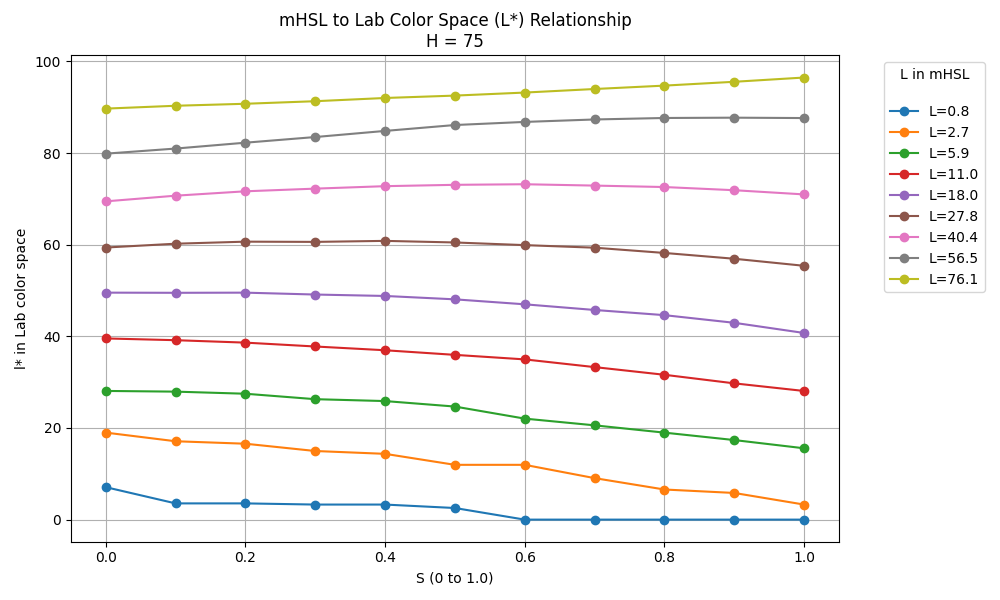 mHSL to Lab Color Space (L*) Relationship
H = 75
100
80
60
40
20
0
l* in Lab color space
0.0 0.2 0.4 0.6 0.8 1.0
S (0 to 1.0)
L in mHSL
L=0.8
L=2.7
L=5.9
L=11.0
L=18.0
L=27.8
L=40.4
L=56.5
L=76.1